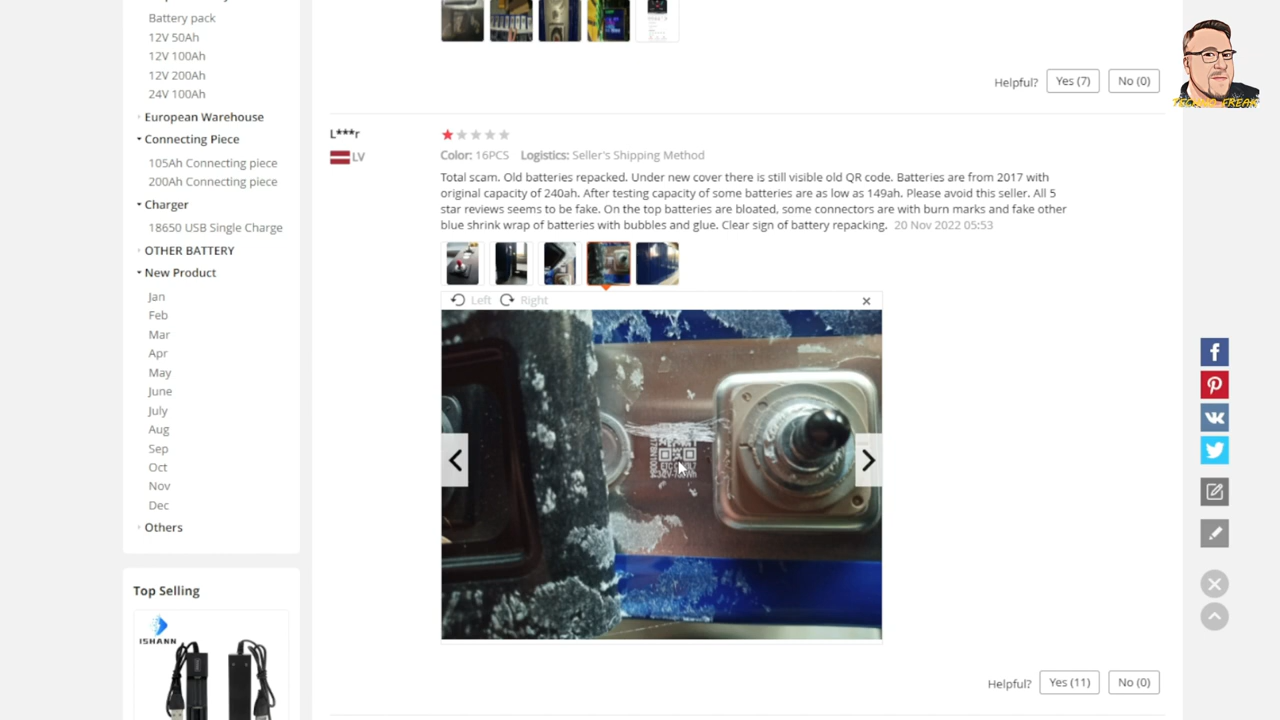 Battery pack
12V 50Ah
12V 100Ah
12V 200Ah
24V 100Ah
European Warehouse
Connecting Piece
105Ah Connecting piece
200Ah Connecting piece
Charger
18650 USB Single Charge
OTHER BATTERY
New Product
Jan
Feb
Mar
Apr
May
June
July
Aug
Sep
Oct
Nov
Dec
Others
Top Selling
ISHANN
Helpful? Yes (7) No (0)
L***r
LV
Color: 16PCS Logistics: Seller's Shipping Method
Total scam. Old batteries repacked. Under new cover there is still visible old QR code. Batteries are from 2017 with
original capacity of 240ah. After testing capacity of some batteries are as low as 149ah. Please avoid this seller. All 5
star reviews seems to be fake. On the top batteries are bloated, some connectors are with burn marks and fake other
blue shrink wrap of batteries with bubbles and glue. Clear sign of battery repacking. 20 Nov 2022 05:53
Left Right
Helpful? Yes (11) No (0)
TECHNO FREAK